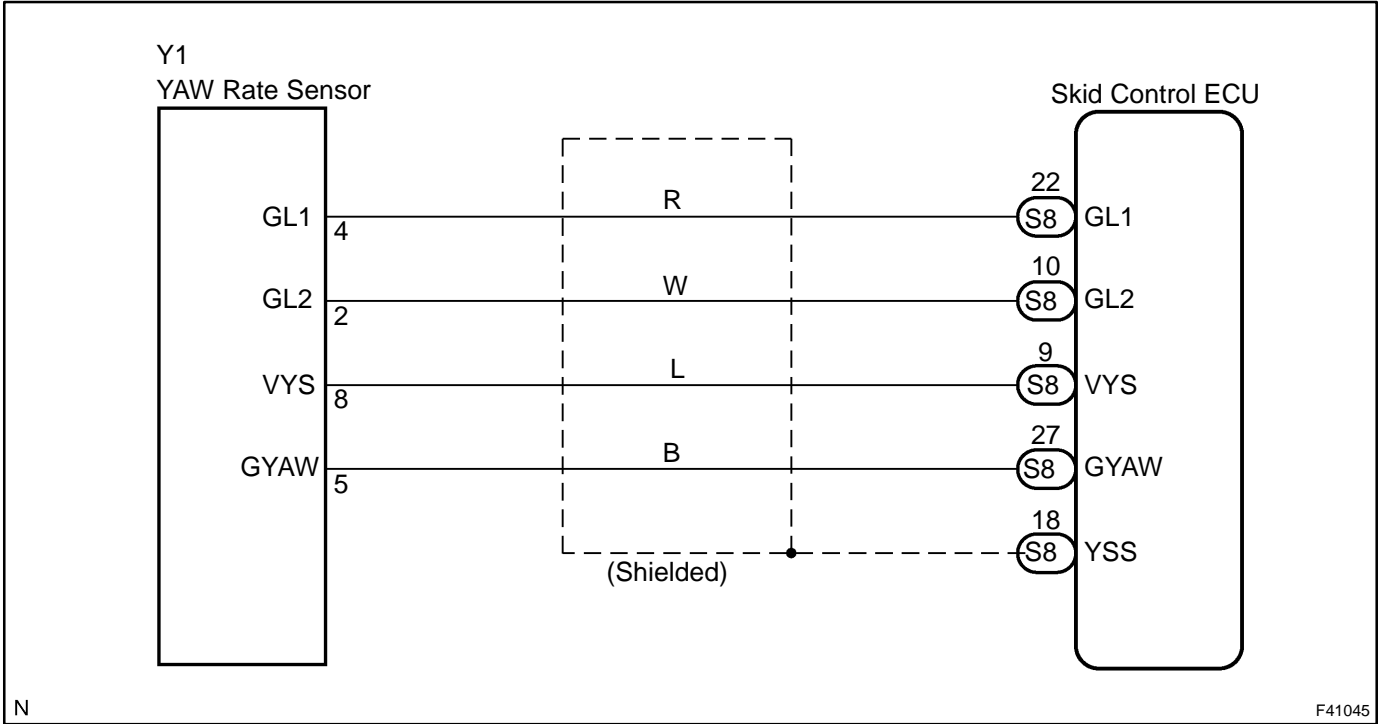 Y1
YAW Rate Sensor
Skid Control ECU
GL1
4
R
22
S8
GL1
GL2
2
W
10
S8
GL2
VYS
8
L
9
S8
VYS
GYAW
5
B
27
S8
GYAW
18
S8
YSS
(Shielded)
N
F41045